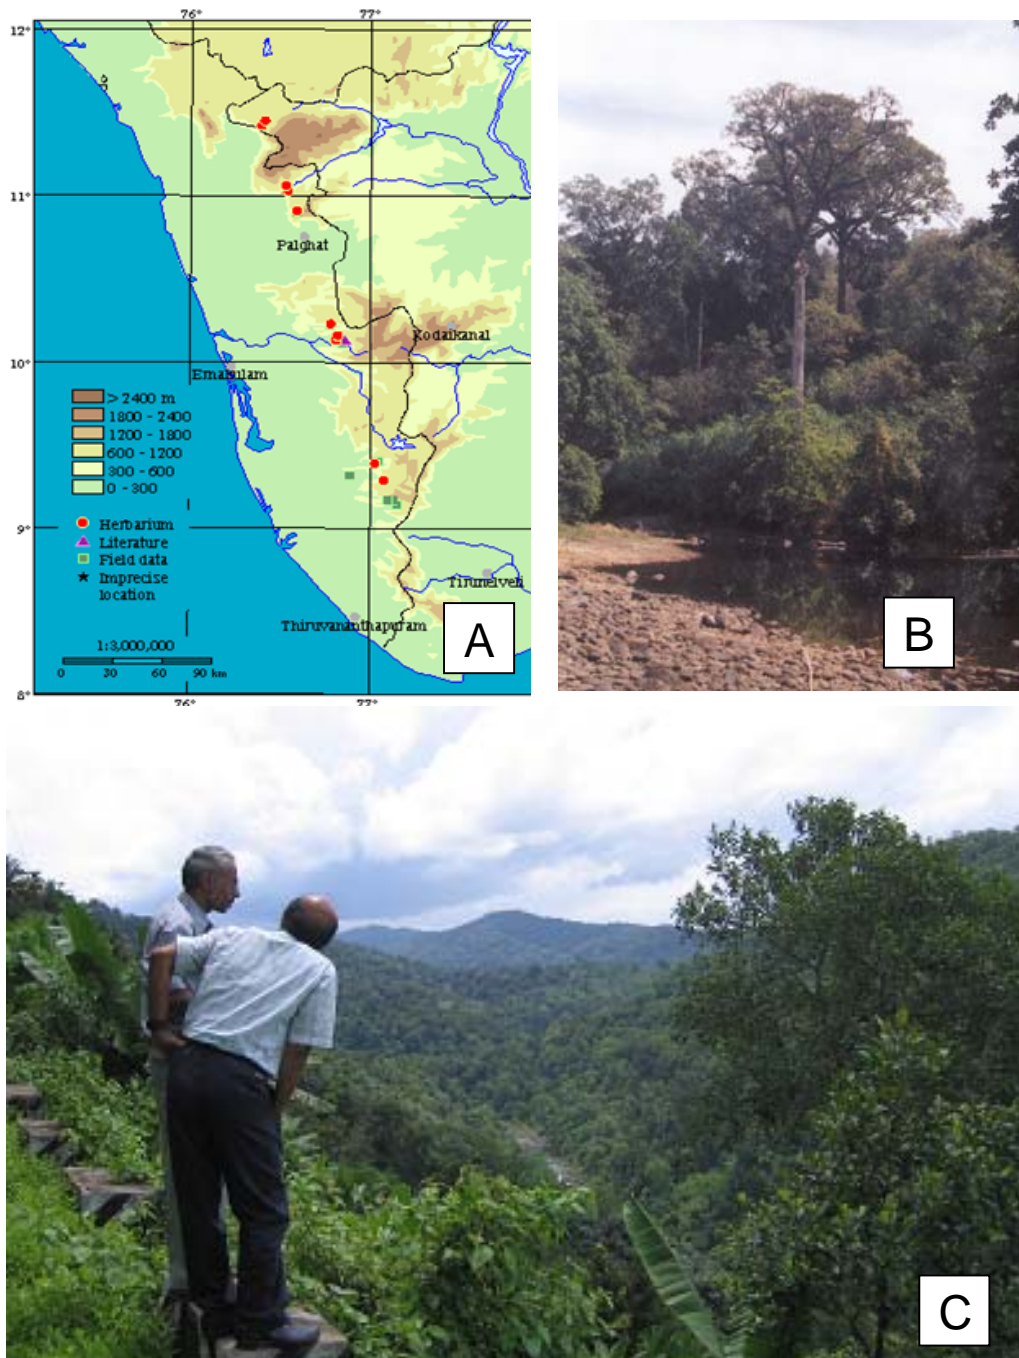 76°
77°
12°
11°
Palghat
Kodaikanal
10°
Ernakulam
> 2400 m
1800 - 2400
1200 - 1800
600 - 1200
300 - 600
0 - 300
9°
Herbarium
Literature
Field data
Imprecise
location
Tirunelveli
Thiruvananthapuram
1:3,000,000
0 30 60 90 km
8°
76°
77°
A
B
C